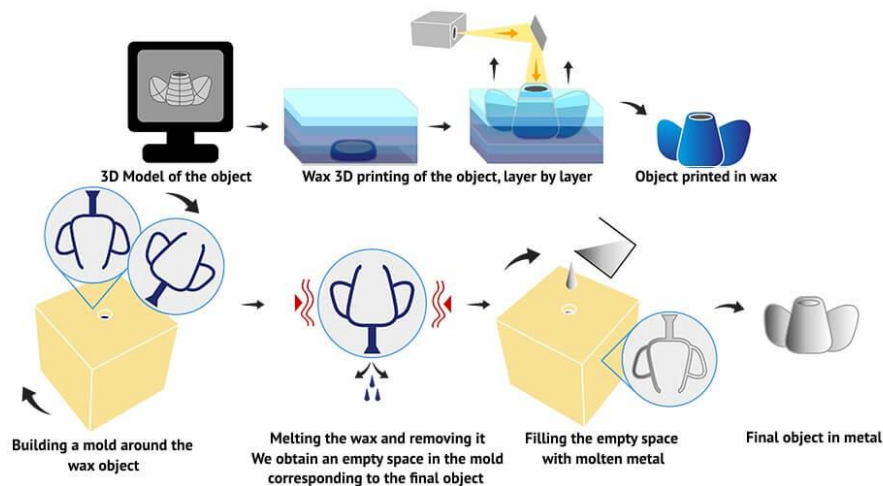 3D Model of the object
Wax 3D printing of the object, layer by layer
Object printed in wax
Building a mold around the
wax object
Melting the wax and removing it
We obtain an empty space in the mold
corresponding to the final object
Filling the empty space
with molten metal
Final object in metal